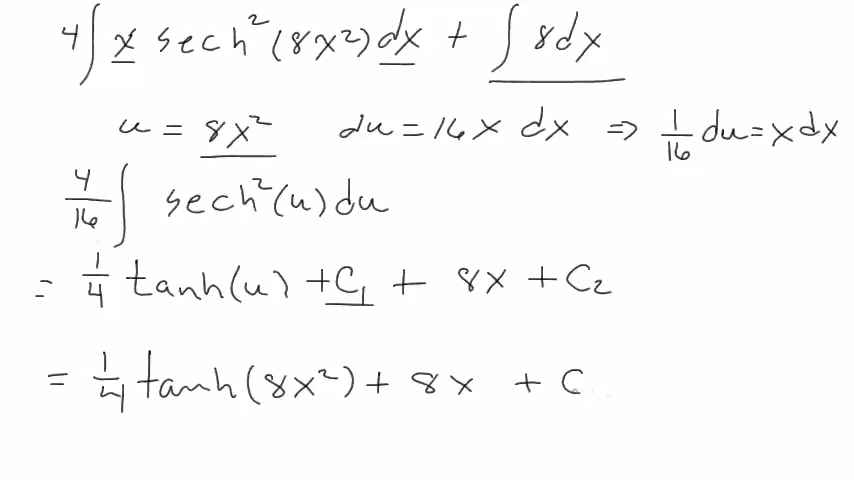 4∫ x sech²(8x²)dx + ∫ 8dx
u = 8x² du = 16x dx ⇒ 1/16 du = x dx
4/16 ∫ sech²(u)du
= 1/4 tanh(u) + C₁ + 8x + C₂
= 1/4 tanh(8x²) + 8x + C